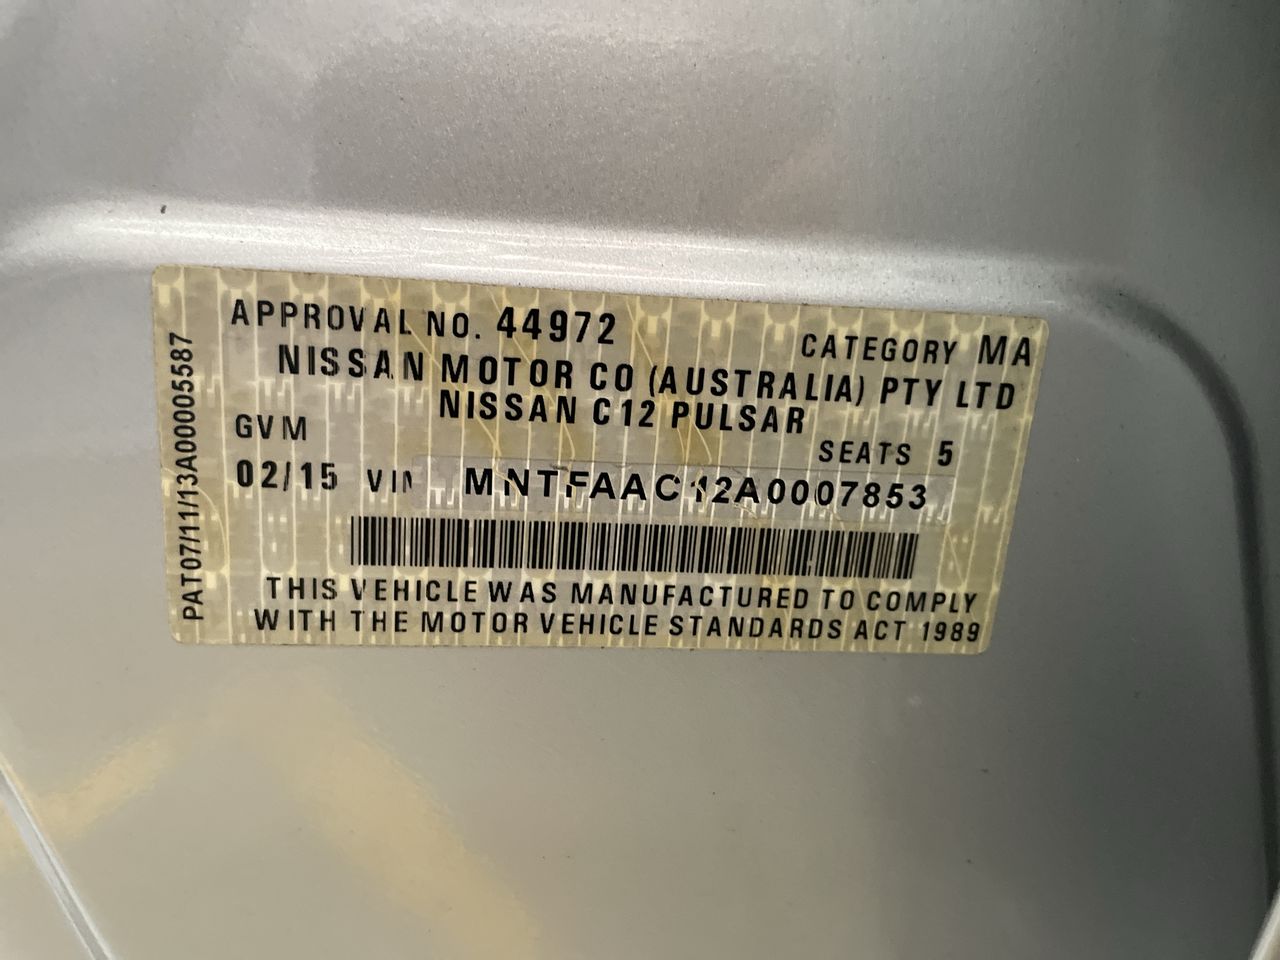 APPROVAL NO. 44972
CATEGORY MA
NISSAN MOTOR CO (AUSTRALIA) PTY LTD
NISSAN C12 PULSAR
GVM
SEATS 5
02/15 VIN MNTFAAC12A0007853
THIS VEHICLE WAS MANUFACTURED TO COMPLY
WITH THE MOTOR VEHICLE STANDARDS ACT 1989
PAT07/11/13A00005587